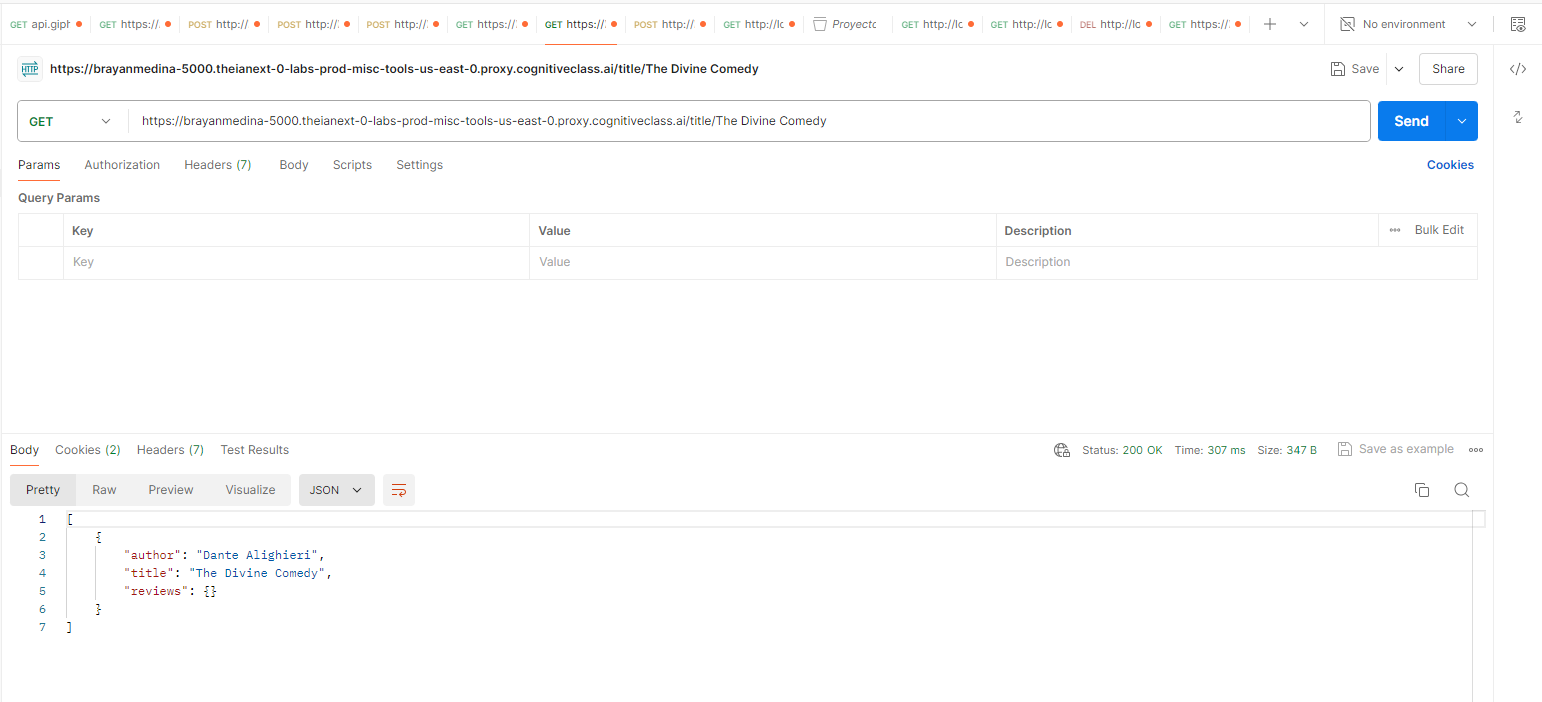 GET api.giph GET https://. POST http:// POST http://. POST http://. GET https://. GET https://. POST http:// GET http://lc Proyectc GET http://lc GET http://lc DEL http://lc GET https://. No environment
HTTP https://brayanmedina-5000.theianext-0-labs-prod-misc-tools-us-east-0.proxy.cognitiveclass.ai/title/The Divine Comedy Save Share
GET https://brayanmedina-5000.theianext-0-labs-prod-misc-tools-us-east-0.proxy.cognitiveclass.ai/title/The Divine Comedy Send
Params Authorization Headers (7) Body Scripts Settings Cookies
Query Params
Key Value Description Bulk Edit
Key Value Description
Body Cookies (2) Headers (7) Test Results Status: 200 OK Time: 307 ms Size: 347 B Save as example
Pretty Raw Preview Visualize JSON
1 [
2 {
3 "author": "Dante Alighieri",
4 "title": "The Divine Comedy",
5 "reviews": {}
6 }
7 ]